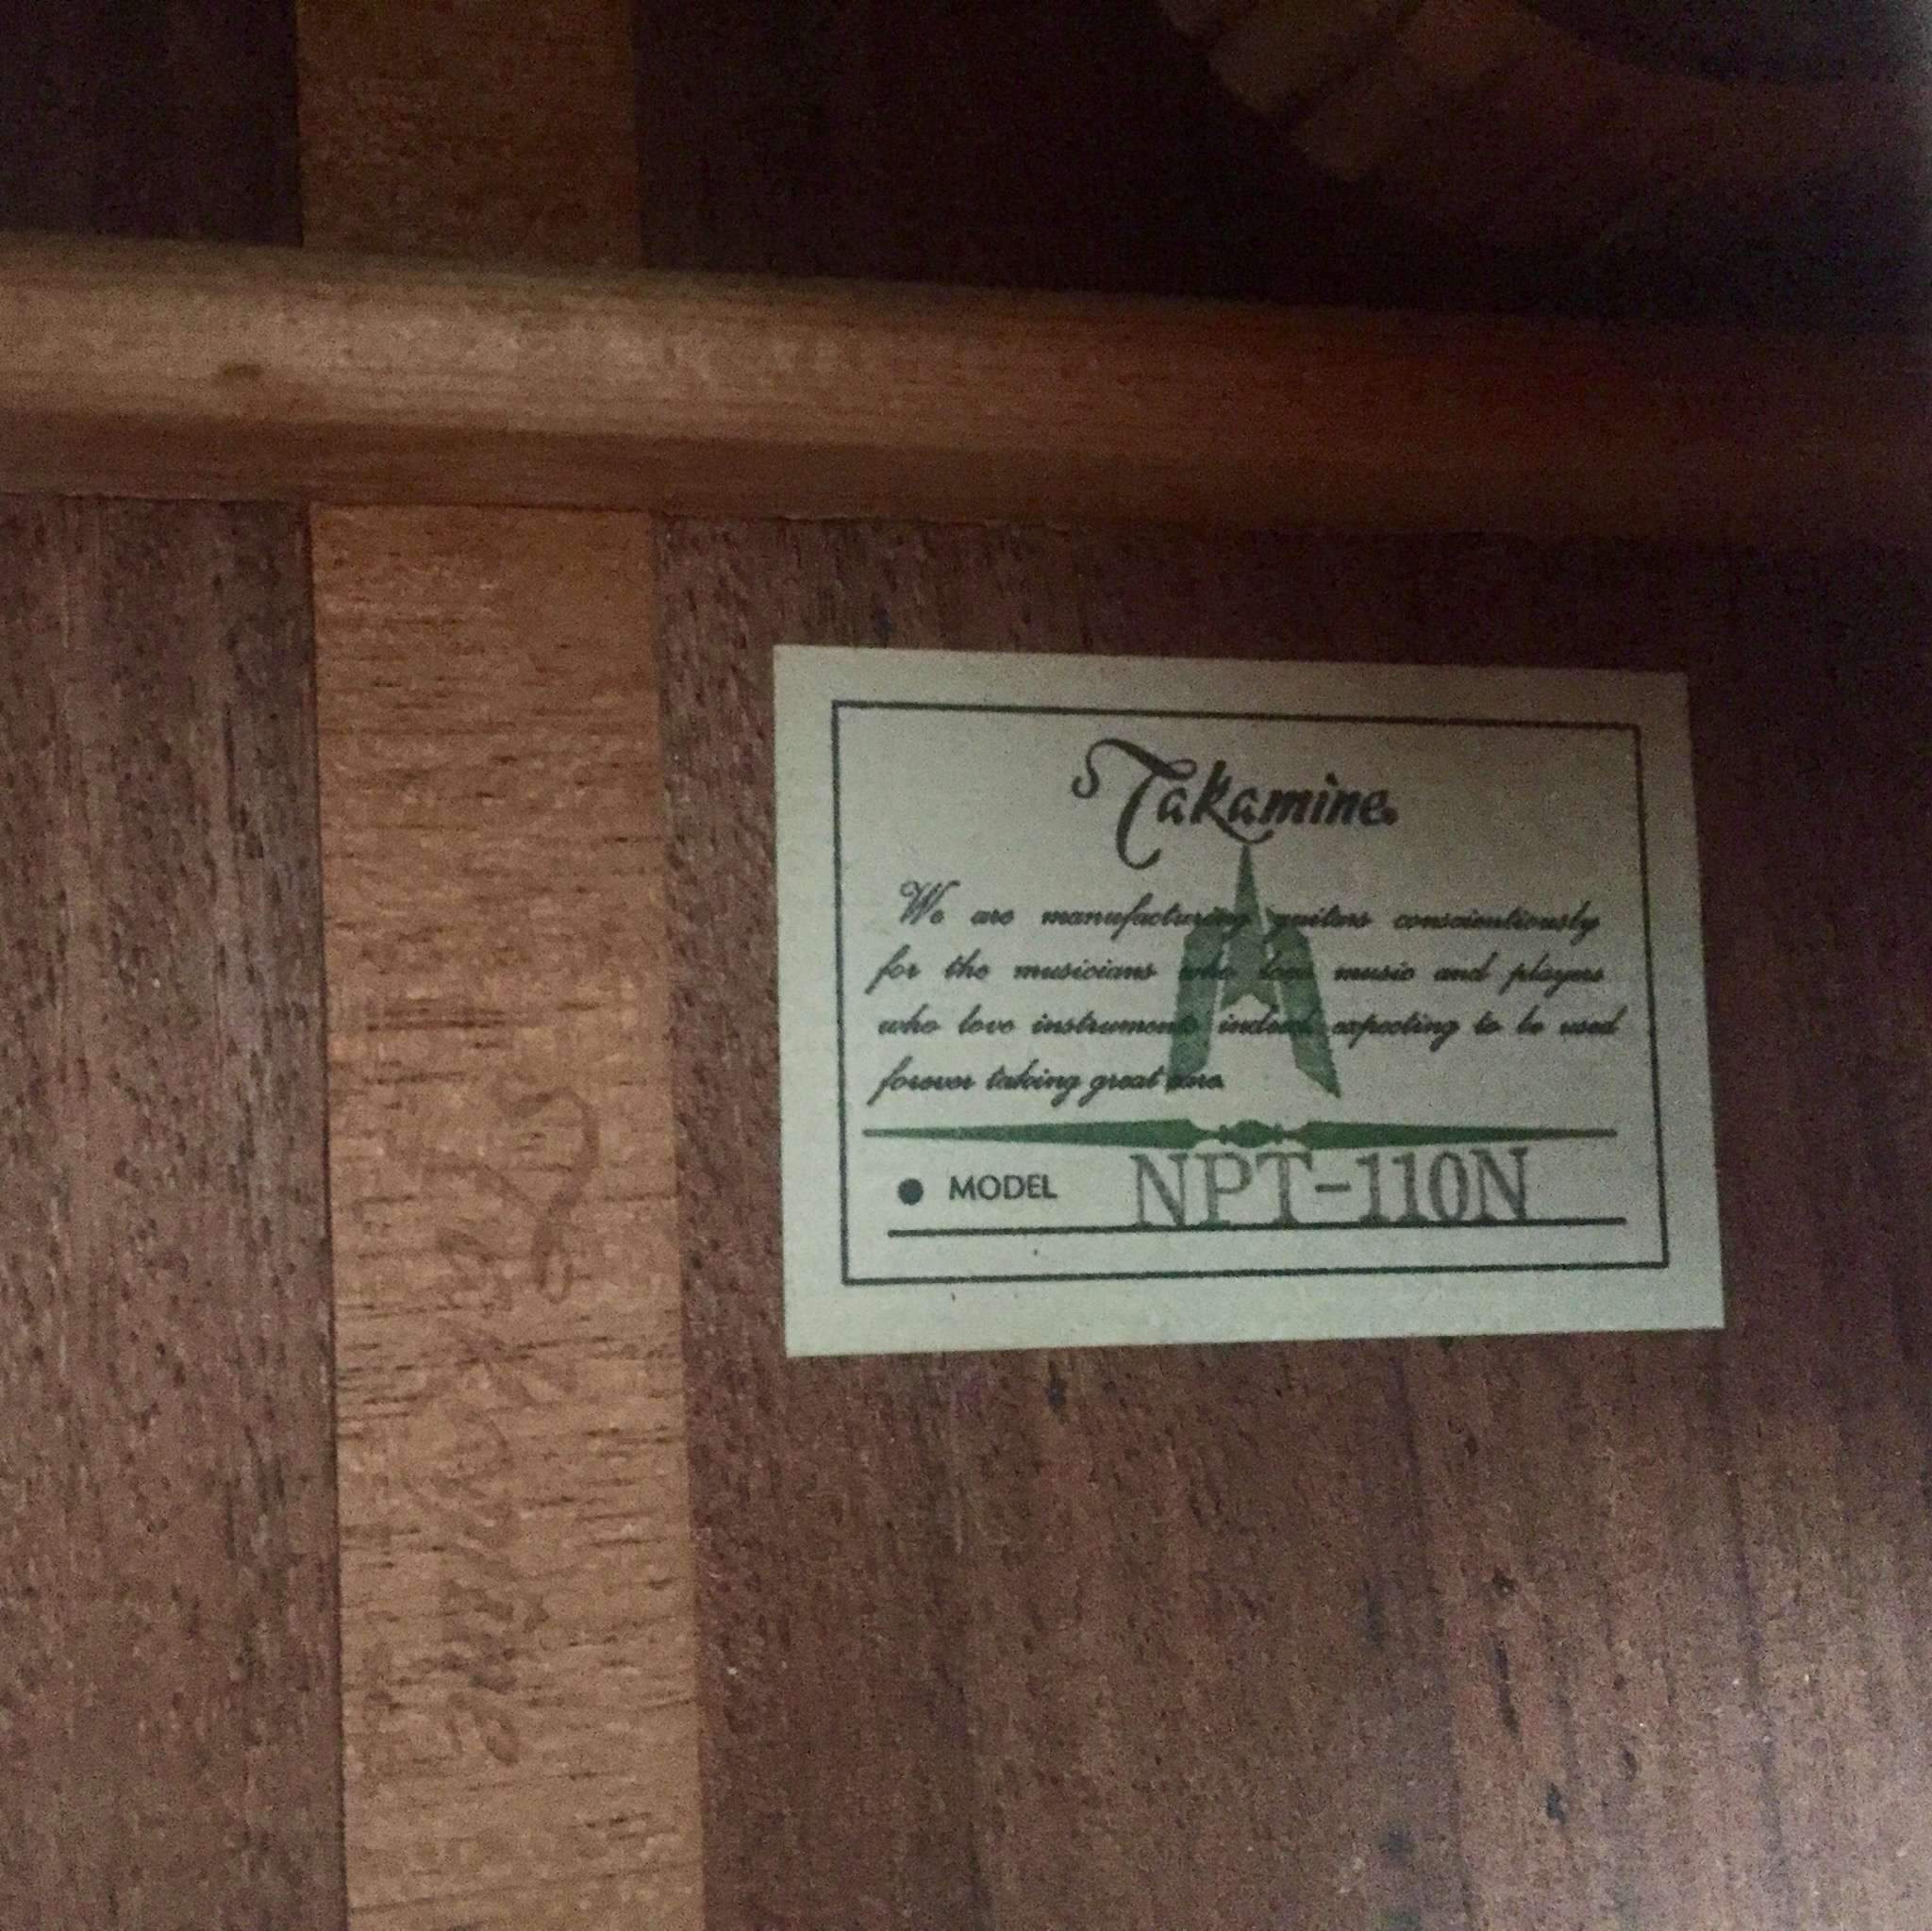 Takamine
We are manufacturing guitars conscientiously
for the musicians who love music and players
who love instruments indeed expecting to be used
forever taking great care.
● MODEL NPT-110N